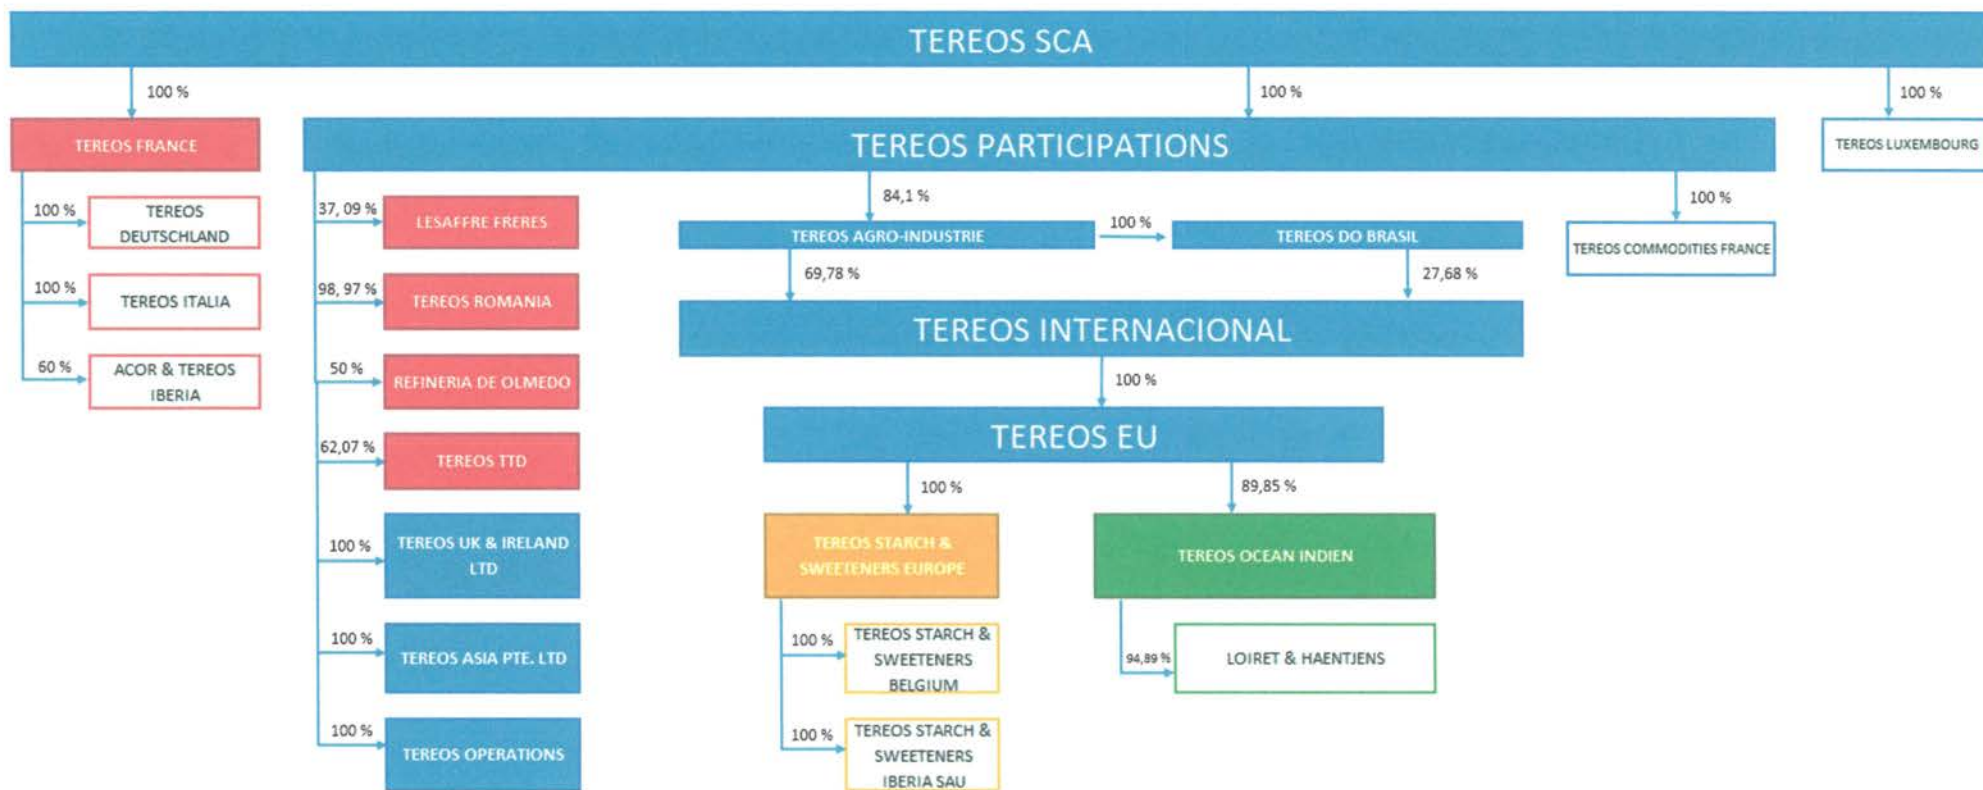 TEREOS SCA
100 %
100 %
100 %
TEREOS FRANCE
TEREOS PARTICIPATIONS
TEREOS LUXEMBOURG
100 %
TEREOS
DEUTSCHLAND
100 %
TEREOS ITALIA
60 %
ACOR & TEREOS
IBERIA
37, 09 %
LESAFFRE FRERES
98, 97 %
TEREOS ROMANIA
50 %
REFINERIA DE OLMEDO
62,07 %
TEREOS TTD
100 %
TEREOS UK & IRELAND
LTD
100 %
TEREOS ASIA PTE. LTD
100 %
TEREOS OPERATIONS
84,1 %
TEREOS AGRO-INDUSTRIE
100 %
TEREOS DO BRASIL
100 %
TEREOS COMMODITIES FRANCE
69,78 %
27,68 %
TEREOS INTERNACIONAL
100 %
TEREOS EU
100 %
89,85 %
TEREOS STARCH &
SWEETENERS EUROPE
TEREOS OCEAN INDIEN
100 %
TEREOS STARCH &
SWEETENERS
BELGIUM
100 %
TEREOS STARCH &
SWEETENERS
IBERIA SAU
94,89 %
LOIRET & HAENTJENS